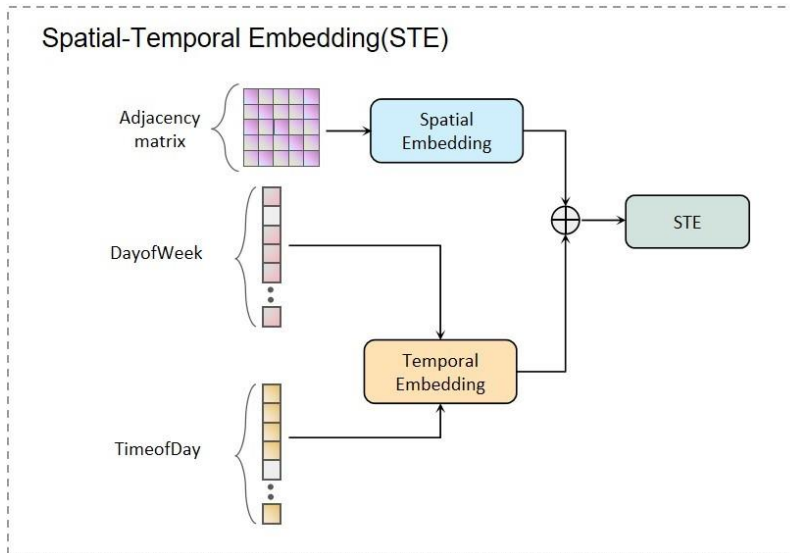 Spatial-Temporal Embedding(STE)
Adjacency
matrix
Spatial
Embedding
STE
DayofWeek
Temporal
Embedding
TimeofDay